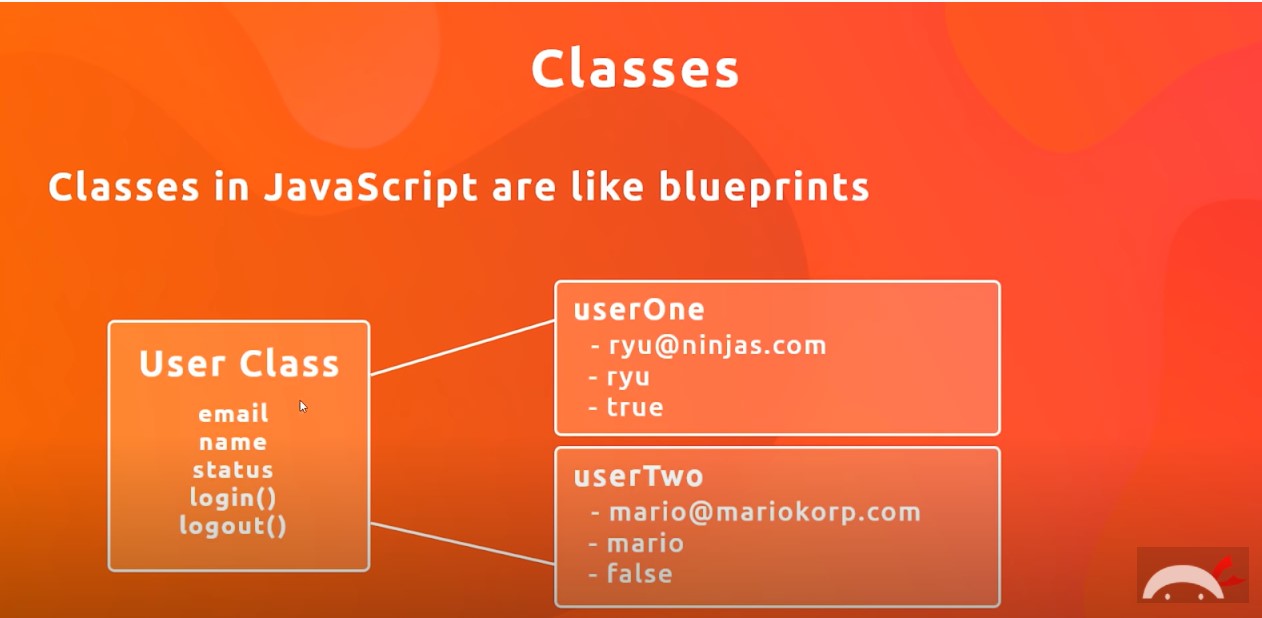 Classes
Classes in JavaScript are like blueprints
User Class
email
name
status
login()
logout()
userOne
- ryu@ninjas.com
- ryu
- true
userTwo
- mario@mariokorp.com
- mario
- false